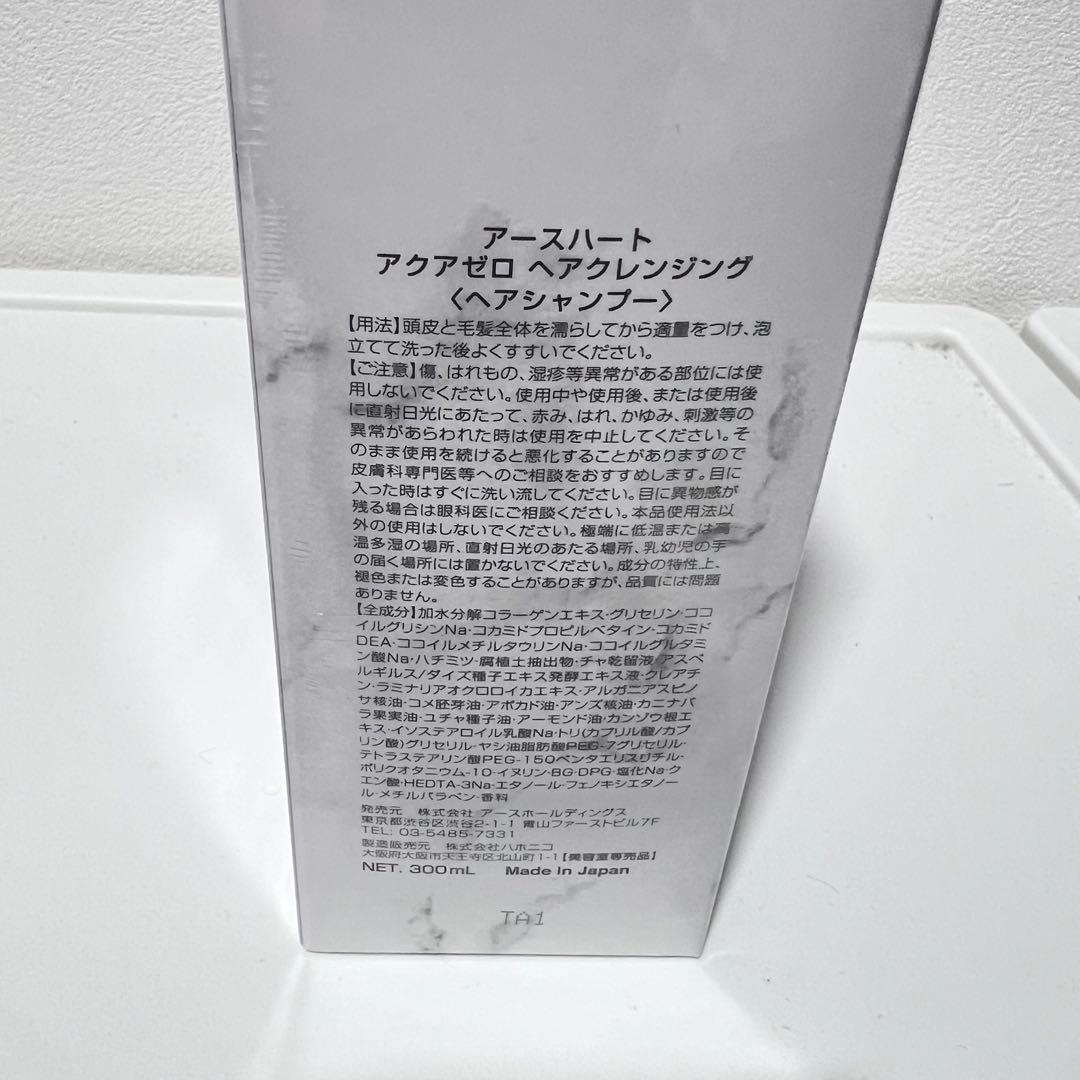 アースハート
アクアゼロ ヘアクレンジング
〈ヘアシャンプー〉
【用法】頭皮と毛髪全体を濡らしてから適量をつけ、泡
立てて洗った後よくすすいでください。
【ご注意】傷、はれもの、湿疹等異常がある部位には使
用しないでください。使用中や使用後、または使用後
に直射日光にあたって、赤み、はれ、かゆみ、刺激等の
異常があらわれた時は使用を中止してください。そ
のまま使用を続けると悪化することがありますので
皮膚科専門医等へのご相談をおすすめします。目に
入った時はすぐに洗い流してください。目に異物感が
残る場合は眼科医にご相談ください。本品使用法以
外の使用はしないでください。極端に低温または高
温多湿の場所、直射日光のあたる場所、乳幼児の手
の届く場所には置かないでください。成分の特性上、
褪色または変色することがありますが、品質には問題
ありません。
【全成分】加水分解コラーゲンエキス・グリセリン・ココ
イルグリシンNa・コカミドプロピルベタイン・コカミド
DEA・ココイルメチルタウリンNa・ココイルグルタミ
ン酸Na・ハチミツ・腐植土抽出物・チャ乾留液・アスペ
ルギルス/ダイズ種子エキス発酵エキス液・クレアチ
ン・ラミナリアオクロロイカエキス・アルガニアスピノ
サ核油・コメ胚芽油・アボカド油・アンズ核油・カニナバ
ラ果実油・ユチャ種子油・アーモンド油・カンゾウ根エ
キス・イソステアロイル乳酸Na・トリ(カプリル酸/カプ
リン酸)グリセリル・ヤシ油脂肪酸PEG-7グリセリル・
テトラステアリン酸PEG-150ペンタエリスリチル・
ポリクオタニウム-10・イヌリン・BG・DPG・塩化Na・ク
エン酸・HEDTA-3Na・エタノール・フェノキシエタノー
ル・メチルパラベン・香料
発売元 株式会社 アースホールディングス
東京都渋谷区渋谷2-1-1 青山ファーストビル7F
TEL: 03-5485-7331
製造販売元 株式会社ハホニコ
大阪府大阪市天王寺区北山町1-1【美容室専売品】
NET. 300mL Made In Japan
TA1